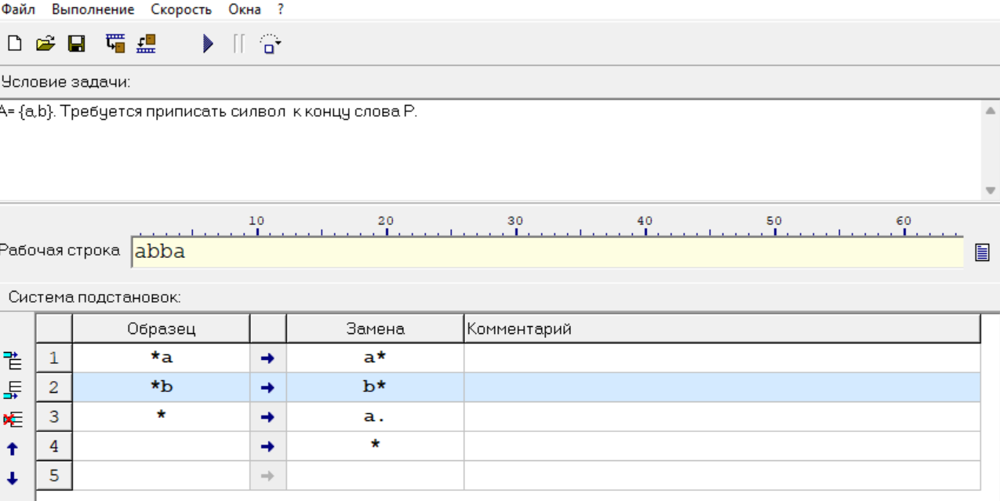 Файл Выполнение Скорость Окна ?
Условие задачи:
A= {a,b}. Требуется приписать силвол к концу слова P.
10 20 30 40 50 60
Рабочая строка abba
Система подстановок:
Образец Замена Комментарий
1 *a → a*
2 *b → b*
3 * → a.
4 → *
5 →